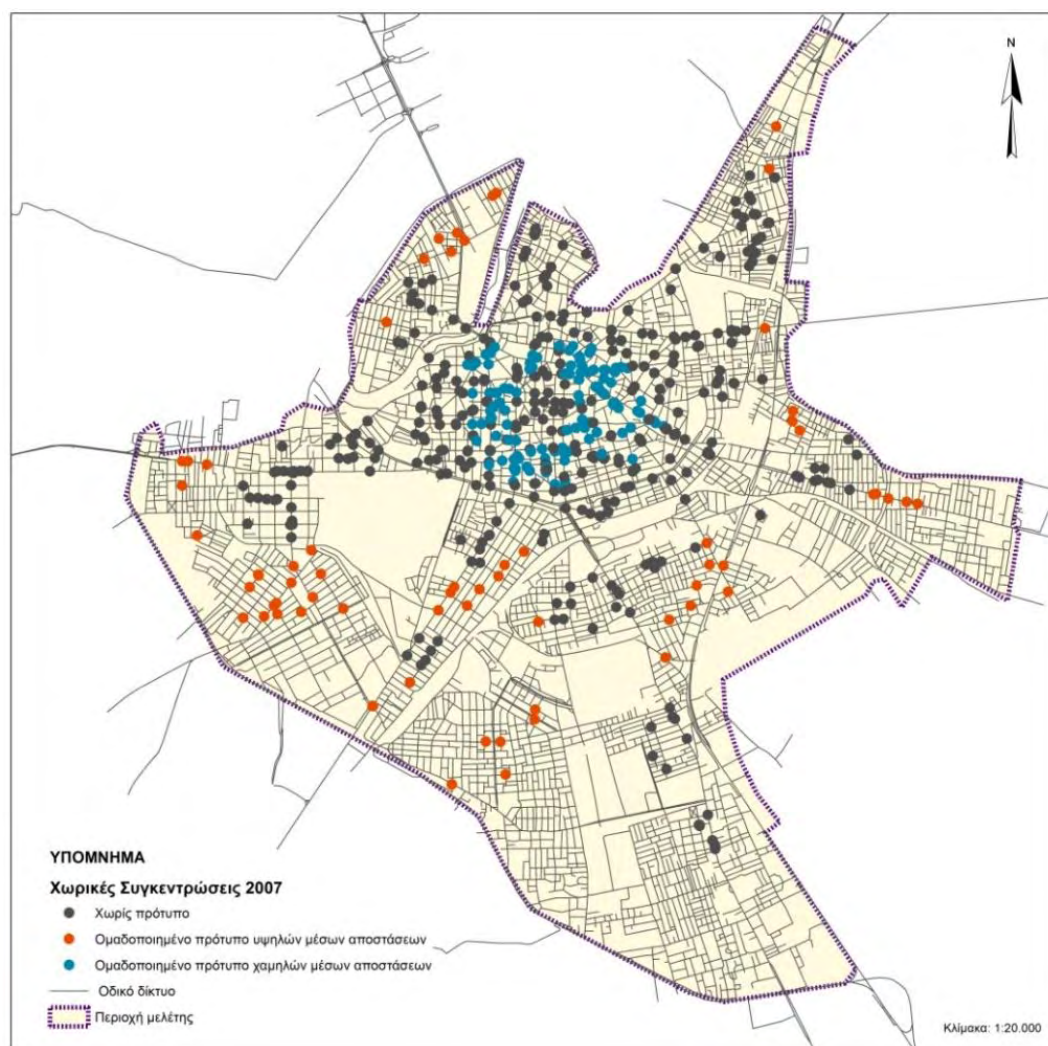 N
ΥΠΟΜΝΗΜΑ
Χωρικές Συγκεντρώσεις 2007
Χωρίς πρότυπο
Ομαδοποιημένο πρότυπο υψηλών μέσων αποστάσεων
Ομαδοποιημένο πρότυπο χαμηλών μέσων αποστάσεων
Οδικό δίκτυο
Περιοχή μελέτης
Κλίμακα: 1:20.000